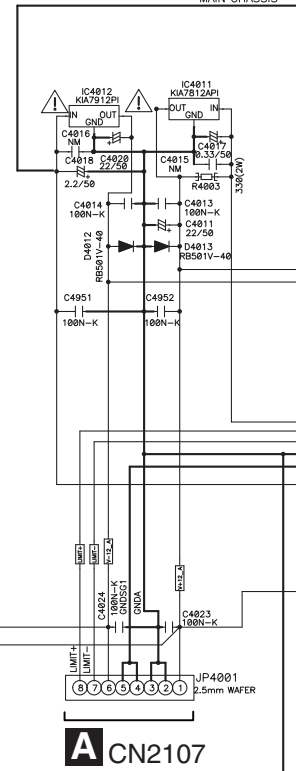 MAIN CHASSIS
IC4012
KIA7912PI
IN
OUT
GND
IC4011
KIA7812API
OUT
IN
GND
C4016
NM
C4018
2.2/50
C4020
22/50
C4015
NM
C4017
0.33/50
R4003
330(2W)
C4014
100N-K
C4013
100N-K
C4011
22/50
D4012
RB501V-40
D4013
RB501V-40
C4951
100N-K
C4952
100N-K
LIMIT+
LIMIT-
V-12_A
V+12_A
C4024
100N-K
GNDSG1
GNDA
C4023
100N-K
LIMIT+
LIMIT-
8 7 6 5 4 3 2 1
JP4001
2.5mm WAFER
A CN2107